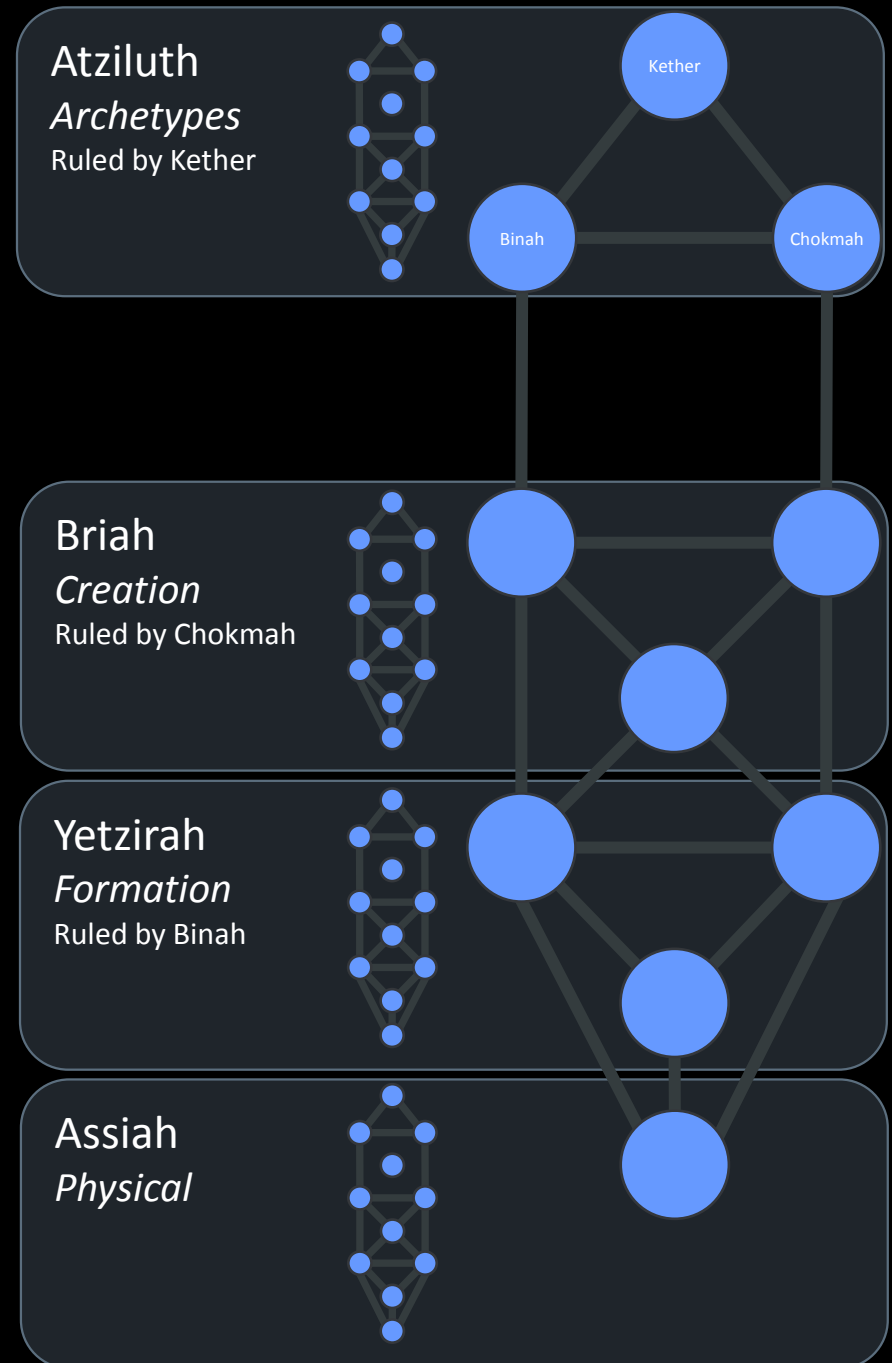 Atziluth
Archetypes
Ruled by Kether
Kether
Binah
Chokmah
Briah
Creation
Ruled by Chokmah
Yetzirah
Formation
Ruled by Binah
Assiah
Physical